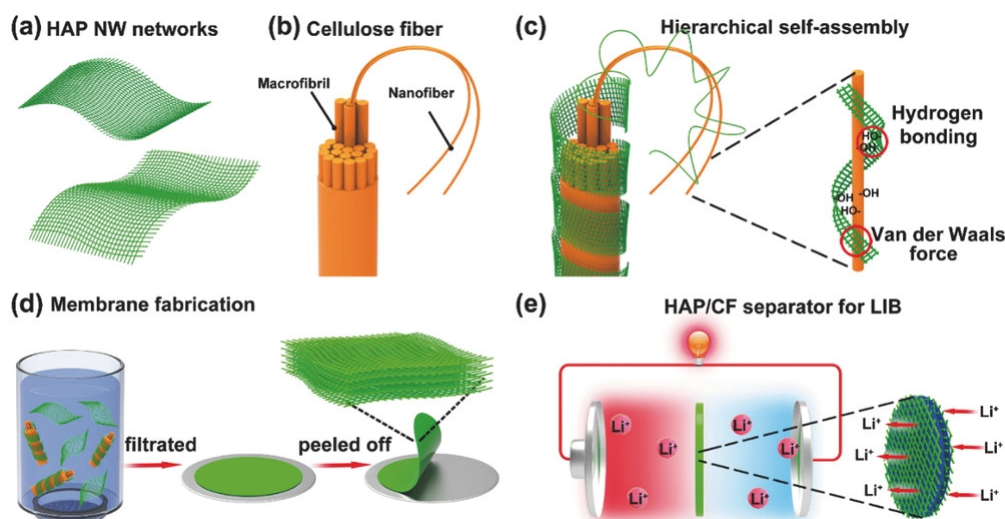 (a) HAP NW networks
(b) Cellulose fiber
Macrofibril
Nanofiber
(c) Hierarchical self-assembly
Hydrogen
bonding
HO-
-OH
-OH
-OH
HO-
Van der Waals
force
(d) Membrane fabrication
filtrated
peeled off
(e) HAP/CF separator for LIB
Li⁺
Li⁺
Li⁺
Li⁺
Li⁺
Li⁺
Li⁺
Li⁺
Li⁺
Li⁺
Li⁺
Li⁺